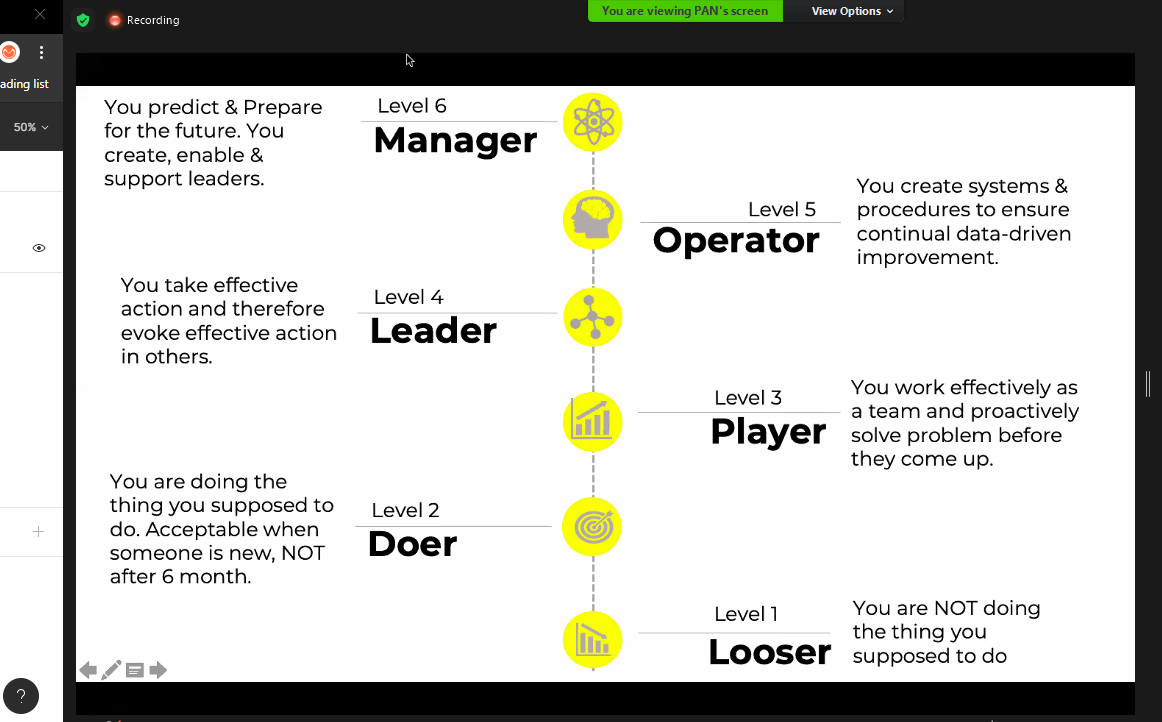 Recording
You are viewing PAN's screen
View Options
ading list
50%
You predict & Prepare
for the future. You
create, enable &
support leaders.
Level 6
Manager
Level 5
Operator
You create systems &
procedures to ensure
continual data-driven
improvement.
You take effective
action and therefore
evoke effective action
in others.
Level 4
Leader
Level 3
Player
You work effectively as
a team and proactively
solve problem before
they come up.
You are doing the
thing you supposed to
do. Acceptable when
someone is new, NOT
after 6 month.
Level 2
Doer
Level 1
Looser
You are NOT doing
the thing you
supposed to do
?